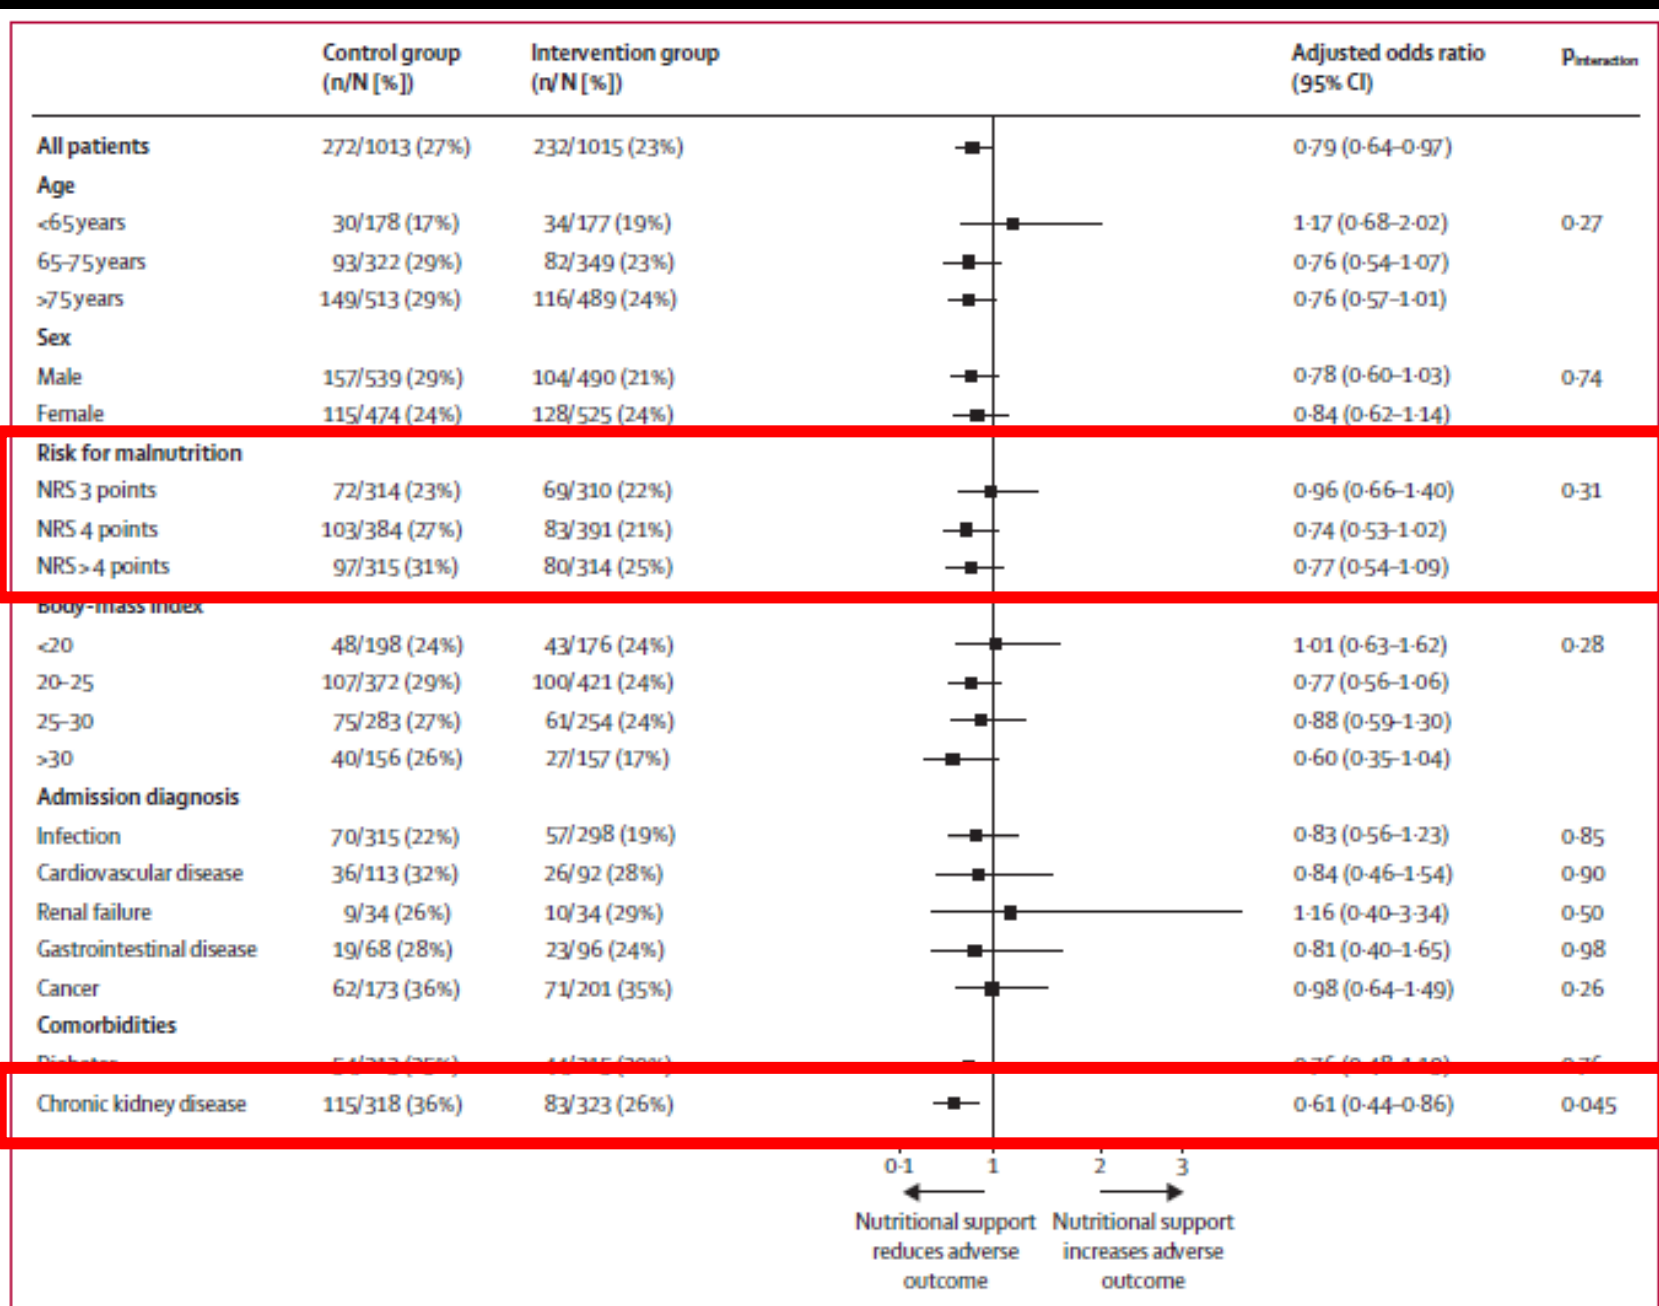 Control group Intervention group Adjusted odds ratio Pinteraction
(n/N [%]) (n/N [%]) (95% CI)
All patients 272/1013 (27%) 232/1015 (23%) 0·79 (0·64–0·97)
Age
<65 years 30/178 (17%) 34/177 (19%) 1·17 (0·68–2·02) 0·27
65–75 years 93/322 (29%) 82/349 (23%) 0·76 (0·54–1·07)
>75 years 149/513 (29%) 116/489 (24%) 0·76 (0·57–1·01)
Sex
Male 157/539 (29%) 104/490 (21%) 0·78 (0·60–1·03) 0·74
Female 115/474 (24%) 128/525 (24%) 0·84 (0·62–1·14)
Risk for malnutrition
NRS 3 points 72/314 (23%) 69/310 (22%) 0·96 (0·66–1·40) 0·31
NRS 4 points 103/384 (27%) 83/391 (21%) 0·74 (0·53–1·02)
NRS > 4 points 97/315 (31%) 80/314 (25%) 0·77 (0·54–1·09)
Body-mass index
<20 48/198 (24%) 43/176 (24%) 1·01 (0·63–1·62) 0·28
20–25 107/372 (29%) 100/421 (24%) 0·77 (0·56–1·06)
25–30 75/283 (27%) 61/254 (24%) 0·88 (0·59–1·30)
>30 40/156 (26%) 27/157 (17%) 0·60 (0·35–1·04)
Admission diagnosis
Infection 70/315 (22%) 57/298 (19%) 0·83 (0·56–1·23) 0·85
Cardiovascular disease 36/113 (32%) 26/92 (28%) 0·84 (0·46–1·54) 0·90
Renal failure 9/34 (26%) 10/34 (29%) 1·16 (0·40–3·34) 0·50
Gastrointestinal disease 19/68 (28%) 23/96 (24%) 0·81 (0·40–1·65) 0·98
Cancer 62/173 (36%) 71/201 (35%) 0·98 (0·64–1·49) 0·26
Comorbidities
Chronic kidney disease 115/318 (36%) 83/323 (26%) 0·61 (0·44–0·86) 0·045
0·1 1 2 3
Nutritional support Nutritional support
reduces adverse increases adverse
outcome outcome